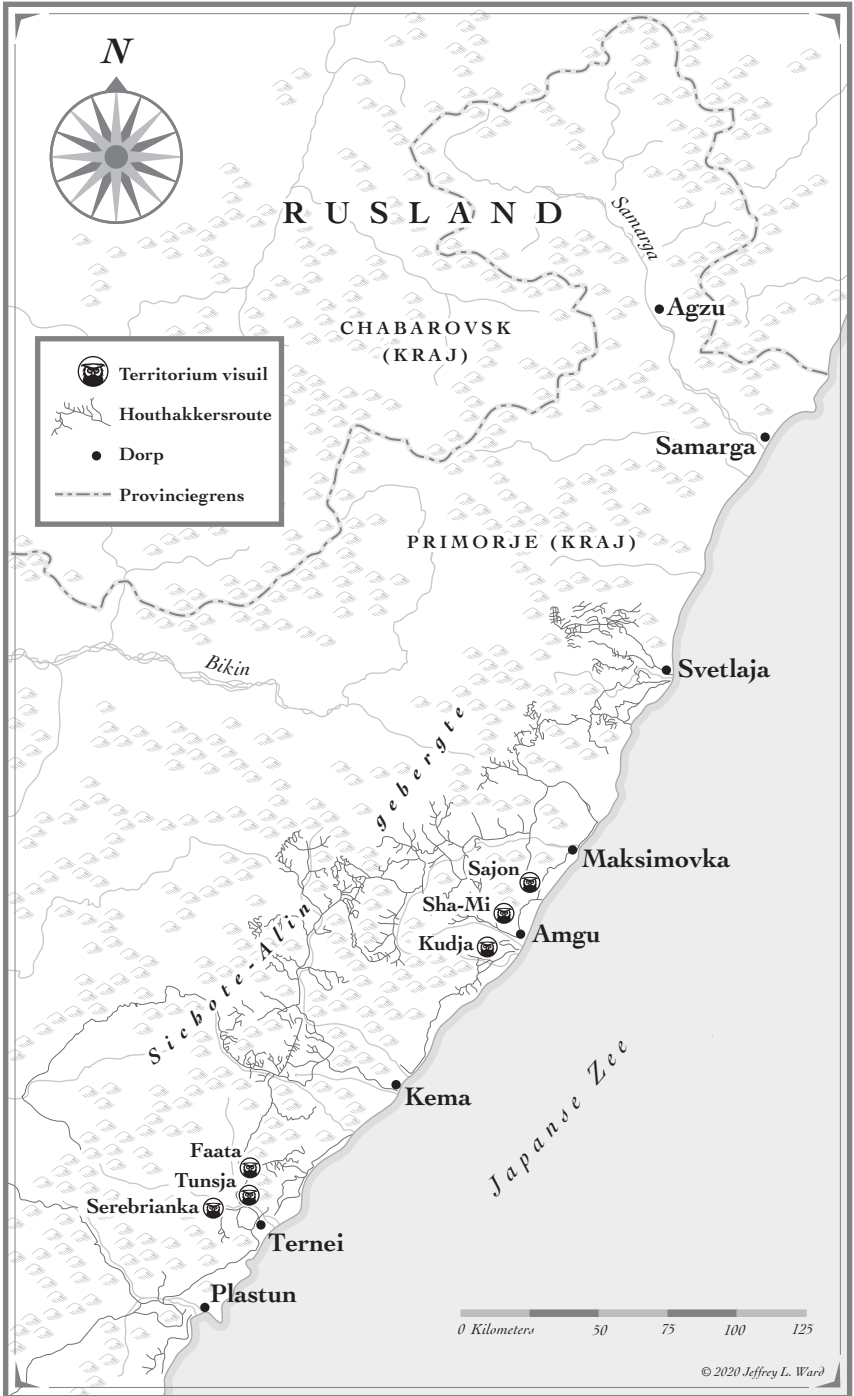 N
RUSLAND
Samarga
Agzu
CHABAROVSK
(KRAJ)
Territorium visuil
Houthakkersroute
Dorp
Provinciegrens
Samarga
PRIMORJE (KRAJ)
Bikin
Svetlaja
Sichote-Alin gebergte
Maksimovka
Sajon
Sha-Mi
Amgu
Kudja
Japanse Zee
Kema
Faata
Tunsja
Serebrianka
Ternei
Plastun
0 Kilometers 50 75 100 125
© 2020 Jeffrey L. Ward